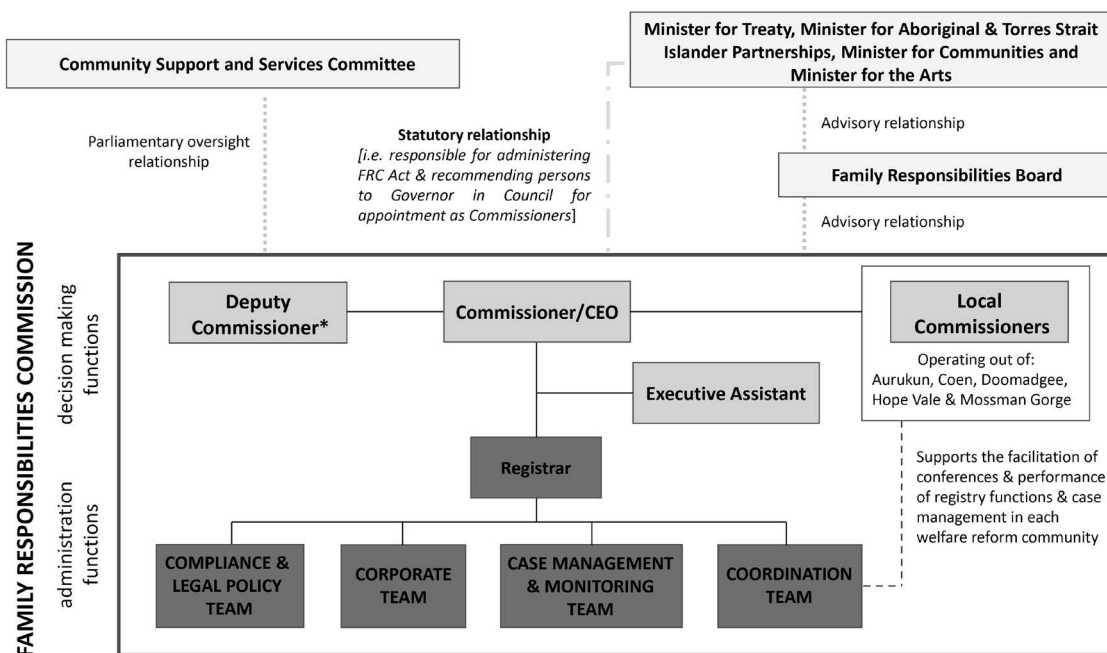 Community Support and Services Committee
Minister for Treaty, Minister for Aboriginal & Torres Strait
Islander Partnerships, Minister for Communities and
Minister for the Arts
Parliamentary oversight
relationship
Statutory relationship
[i.e. responsible for administering
FRC Act & recommending persons
to Governor in Council for
appointment as Commissioners]
Advisory relationship
Family Responsibilities Board
Advisory relationship
FAMILY RESPONSIBILITIES COMMISSION
decision making
functions
Deputy
Commissioner*
Commissioner/CEO
Local
Commissioners
Operating out of:
Aurukun, Coen, Doomadgee,
Hope Vale & Mossman Gorge
Executive Assistant
Registrar
Supports the facilitation of
conferences & performance
of registry functions & case
management in each
welfare reform community
administration
functions
COMPLIANCE &
LEGAL POLICY
TEAM
CORPORATE
TEAM
CASE MANAGEMENT
& MONITORING
TEAM
COORDINATION
TEAM